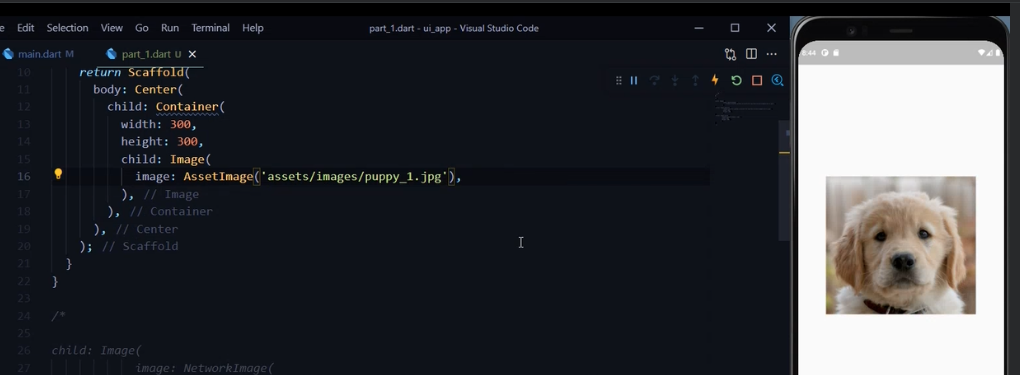 e Edit Selection View Go Run Terminal Help part_1.dart - ui_app - Visual Studio Code
main.dart M part_1.dart U
10 return Scaffold(
11 body: Center(
12 child: Container(
13 width: 300,
14 height: 300,
15 child: Image(
16 image: AssetImage('assets/images/puppy_1.jpg'),
17 ), // Image
18 ), // Container
19 ), // Center
20 ); // Scaffold
21 }
22 }
23
24 /*
25
26 child: Image(
27 image: NetworkImage(